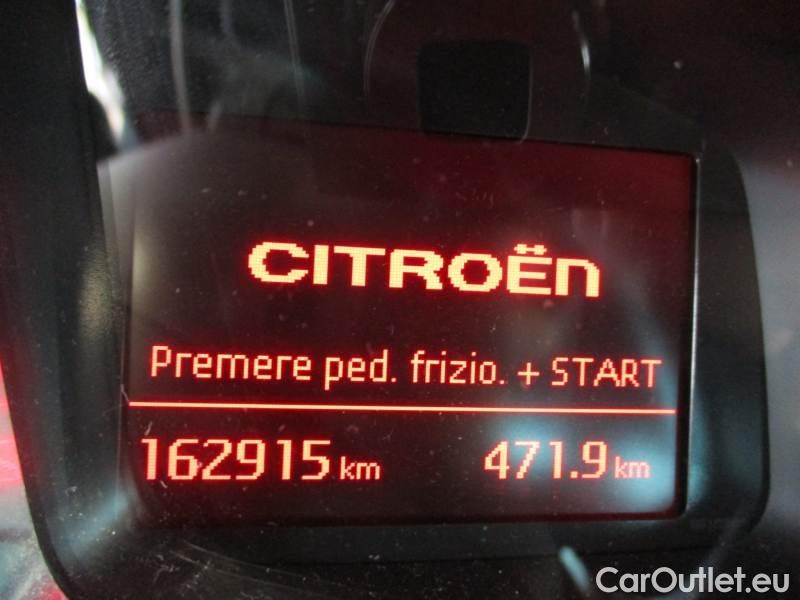 CITROËN
Premere ped. frizio. + START
162915 km 471.9 km
CarOutlet.eu